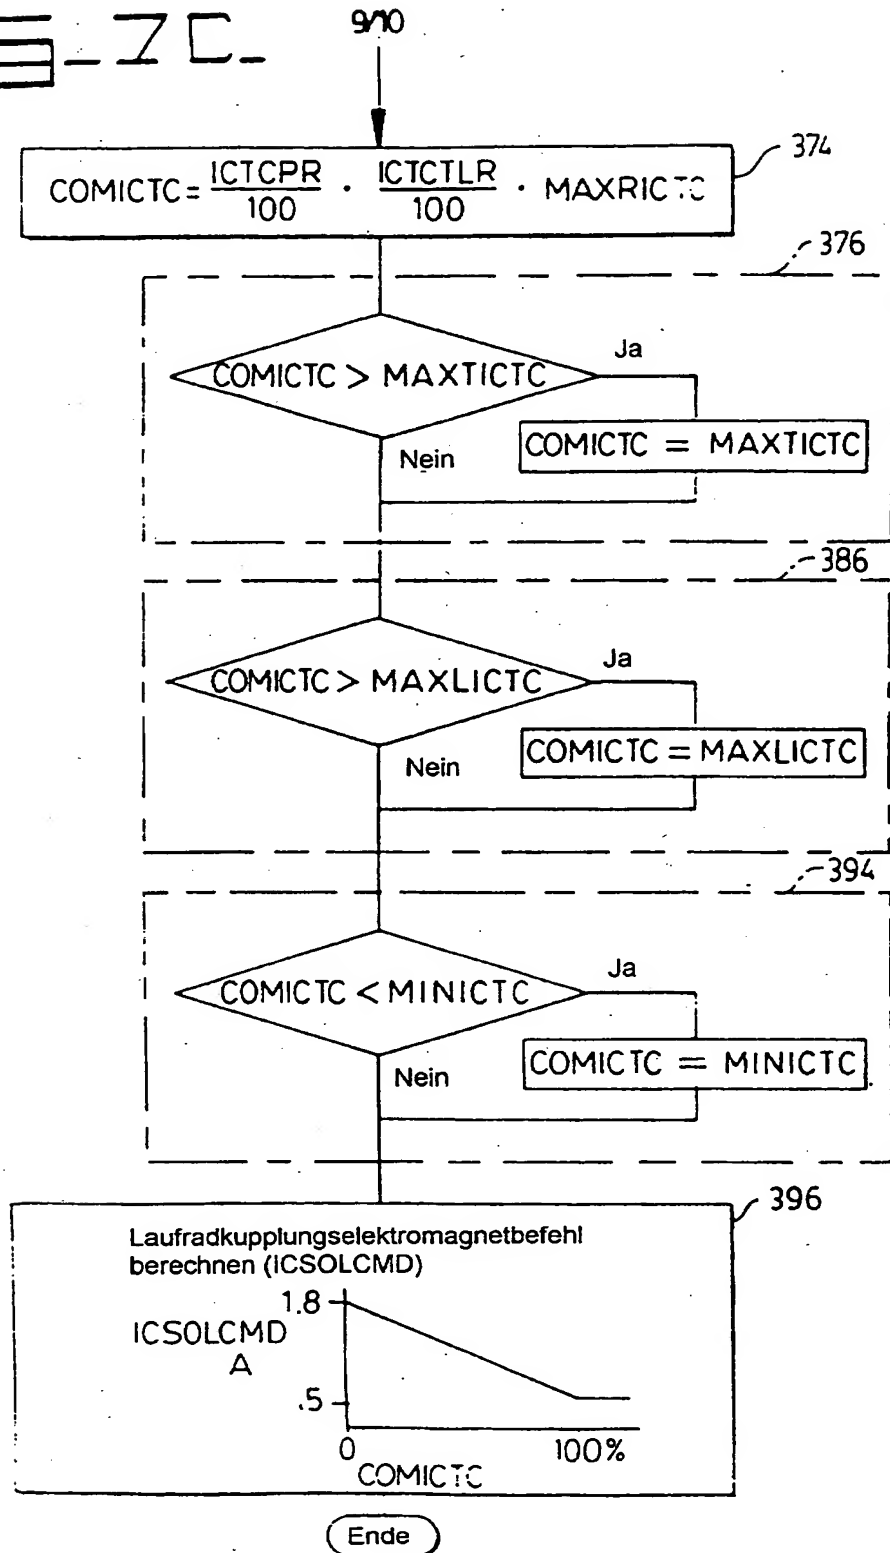 9/10
7C
374
COMICTC = ICTCPR/100 · ICTCTLR/100 · MAXRICTC
376
COMICTC > MAXTICTC
Ja
COMICTC = MAXTICTC
Nein
386
COMICTC > MAXLICTC
Ja
COMICTC = MAXLICTC
Nein
394
COMICTC < MINICTC
Ja
COMICTC = MINICTC
Nein
396
Laufradkupplungselektromagnetbefehl
berechnen (ICSOLCMD)
1.8
ICSOLCMD
A
.5
0
100%
COMICTC
Ende